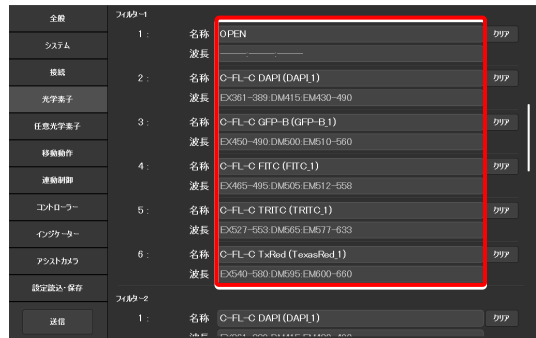 全般
システム
接続
光学素子
任意光学素子
移動動作
連動制御
コントローラー
インジケーター
アシストカメラ
設定読込・保存
送信
フィルター1
1 : 名称 OPEN クリア
波長 -----:-----:-----
2 : 名称 C-FL-C DAPI (DAPI_1) クリア
波長 EX361-389:DM415:EM430-490
3 : 名称 C-FL-C GFP-B (GFP-B_1) クリア
波長 EX450-490:DM500:EM510-560
4 : 名称 C-FL-C FITC (FITC_1) クリア
波長 EX465-495:DM505:EM512-558
5 : 名称 C-FL-C TRITC (TRITC_1) クリア
波長 EX527-553:DM565:EM577-633
6 : 名称 C-FL-C TxRed (TexasRed_1) クリア
波長 EX540-580:DM595:EM600-660
フィルター2
1 : 名称 C-FL-C DAPI (DAPI_1) クリア